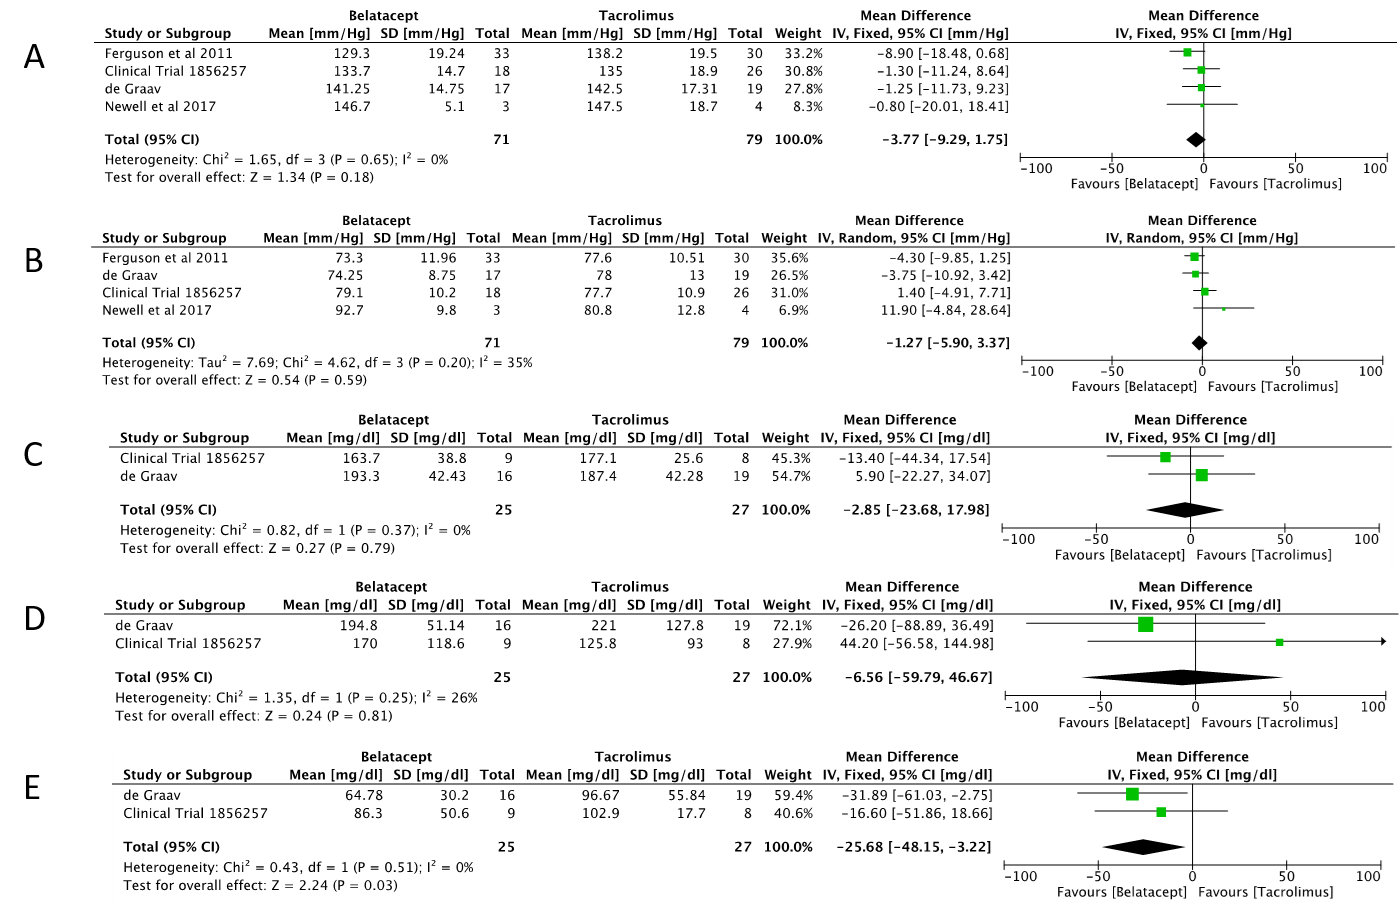 A
Belatacept Tacrolimus Mean Difference Mean Difference
Study or Subgroup Mean [mm/Hg] SD [mm/Hg] Total Mean [mm/Hg] SD [mm/Hg] Total Weight IV, Fixed, 95% CI [mm/Hg] IV, Fixed, 95% CI [mm/Hg]
Ferguson et al 2011 129.3 19.24 33 138.2 19.5 30 33.2% -8.90 [-18.48, 0.68]
Clinical Trial 1856257 133.7 14.7 18 135 18.9 26 30.8% -1.30 [-11.24, 8.64]
de Graav 141.25 14.75 17 142.5 17.31 19 27.8% -1.25 [-11.73, 9.23]
Newell et al 2017 146.7 5.1 3 147.5 18.7 4 8.3% -0.80 [-20.01, 18.41]
Total (95% CI) 71 79 100.0% -3.77 [-9.29, 1.75]
Heterogeneity: Chi² = 1.65, df = 3 (P = 0.65); I² = 0%
Test for overall effect: Z = 1.34 (P = 0.18)
-100 -50 0 50 100
Favours [Belatacept] Favours [Tacrolimus]
B
Belatacept Tacrolimus Mean Difference Mean Difference
Study or Subgroup Mean [mm/Hg] SD [mm/Hg] Total Mean [mm/Hg] SD [mm/Hg] Total Weight IV, Random, 95% CI [mm/Hg] IV, Random, 95% CI [mm/Hg]
Ferguson et al 2011 73.3 11.96 33 77.6 10.51 30 35.6% -4.30 [-9.85, 1.25]
de Graav 74.25 8.75 17 78 13 19 26.5% -3.75 [-10.92, 3.42]
Clinical Trial 1856257 79.1 10.2 18 77.7 10.9 26 31.0% 1.40 [-4.91, 7.71]
Newell et al 2017 92.7 9.8 3 80.8 12.8 4 6.9% 11.90 [-4.84, 28.64]
Total (95% CI) 71 79 100.0% -1.27 [-5.90, 3.37]
Heterogeneity: Tau² = 7.69; Chi² = 4.62, df = 3 (P = 0.20); I² = 35%
Test for overall effect: Z = 0.54 (P = 0.59)
-100 -50 0 50 100
Favours [Belatacept] Favours [Tacrolimus]
C
Belatacept Tacrolimus Mean Difference Mean Difference
Study or Subgroup Mean [mg/dl] SD [mg/dl] Total Mean [mg/dl] SD [mg/dl] Total Weight IV, Fixed, 95% CI [mg/dl] IV, Fixed, 95% CI [mg/dl]
Clinical Trial 1856257 163.7 38.8 9 177.1 25.6 8 45.3% -13.40 [-44.34, 17.54]
de Graav 193.3 42.43 16 187.4 42.28 19 54.7% 5.90 [-22.27, 34.07]
Total (95% CI) 25 27 100.0% -2.85 [-23.68, 17.98]
Heterogeneity: Chi² = 0.82, df = 1 (P = 0.37); I² = 0%
Test for overall effect: Z = 0.27 (P = 0.79)
-100 -50 0 50 100
Favours [Belatacept] Favours [Tacrolimus]
D
Belatacept Tacrolimus Mean Difference Mean Difference
Study or Subgroup Mean [mg/dl] SD [mg/dl] Total Mean [mg/dl] SD [mg/dl] Total Weight IV, Fixed, 95% CI [mg/dl] IV, Fixed, 95% CI [mg/dl]
de Graav 194.8 51.14 16 221 127.8 19 72.1% -26.20 [-88.89, 36.49]
Clinical Trial 1856257 170 118.6 9 125.8 93 8 27.9% 44.20 [-56.58, 144.98]
Total (95% CI) 25 27 100.0% -6.56 [-59.79, 46.67]
Heterogeneity: Chi² = 1.35, df = 1 (P = 0.25); I² = 26%
Test for overall effect: Z = 0.24 (P = 0.81)
-100 -50 0 50 100
Favours [Belatacept] Favours [Tacrolimus]
E
Belatacept Tacrolimus Mean Difference Mean Difference
Study or Subgroup Mean [mg/dl] SD [mg/dl] Total Mean [mg/dl] SD [mg/dl] Total Weight IV, Fixed, 95% CI [mg/dl] IV, Fixed, 95% CI [mg/dl]
de Graav 64.78 30.2 16 96.67 55.84 19 59.4% -31.89 [-61.03, -2.75]
Clinical Trial 1856257 86.3 50.6 9 102.9 17.7 8 40.6% -16.60 [-51.86, 18.66]
Total (95% CI) 25 27 100.0% -25.68 [-48.15, -3.22]
Heterogeneity: Chi² = 0.43, df = 1 (P = 0.51); I² = 0%
Test for overall effect: Z = 2.24 (P = 0.03)
-100 -50 0 50 100
Favours [Belatacept] Favours [Tacrolimus]